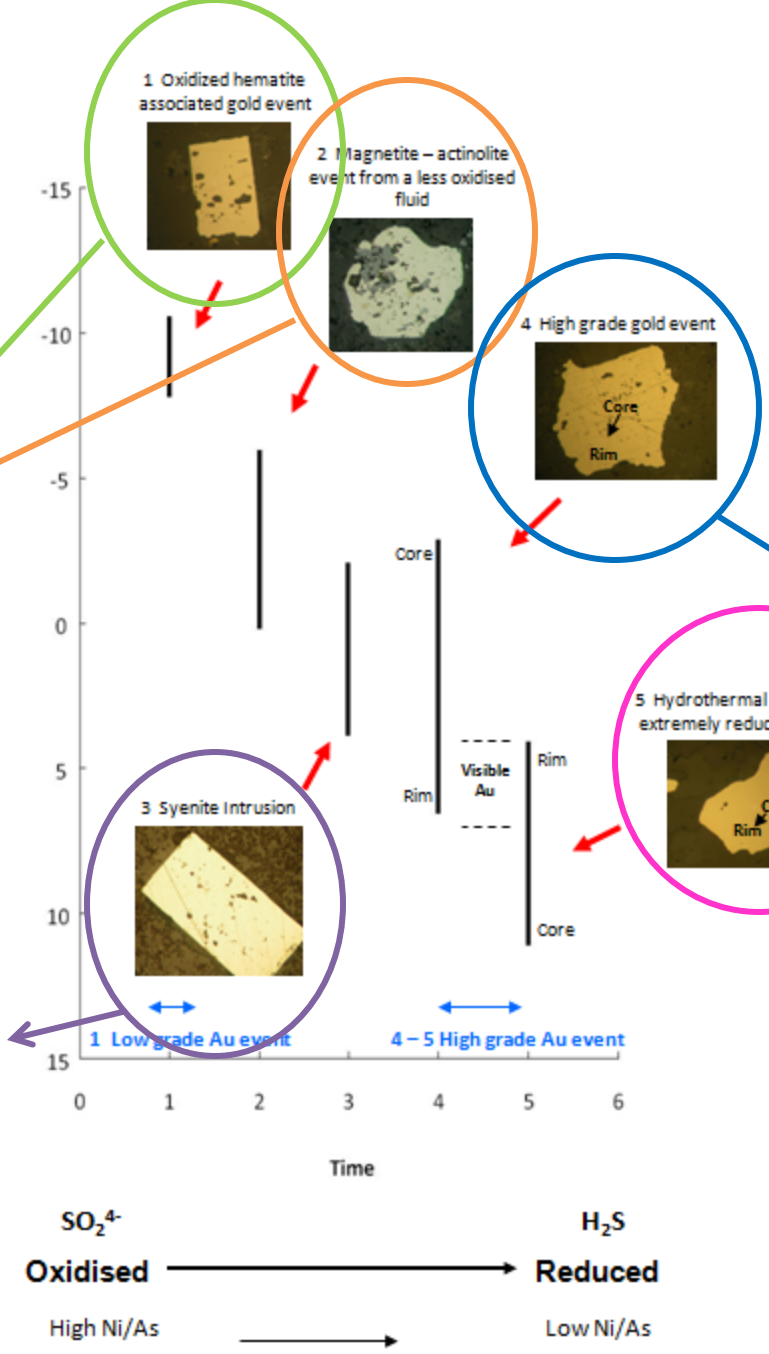 1 Oxidized hematite
associated gold event
2 Magnetite – actinolite
event from a less oxidised
fluid
4 High grade gold event
Core
Rim
-15
-10
-5
0
5
10
15
Core
Rim
Visible
Au
Rim
Core
5 Hydrothermal
extremely
Rim
3 Syenite Intrusion
1 Low grade Au event
4 – 5 High grade Au event
0 1 2 3 4 5 6
Time
SO₂⁴⁻ H₂S
Oxidised Reduced
High Ni/As Low Ni/As